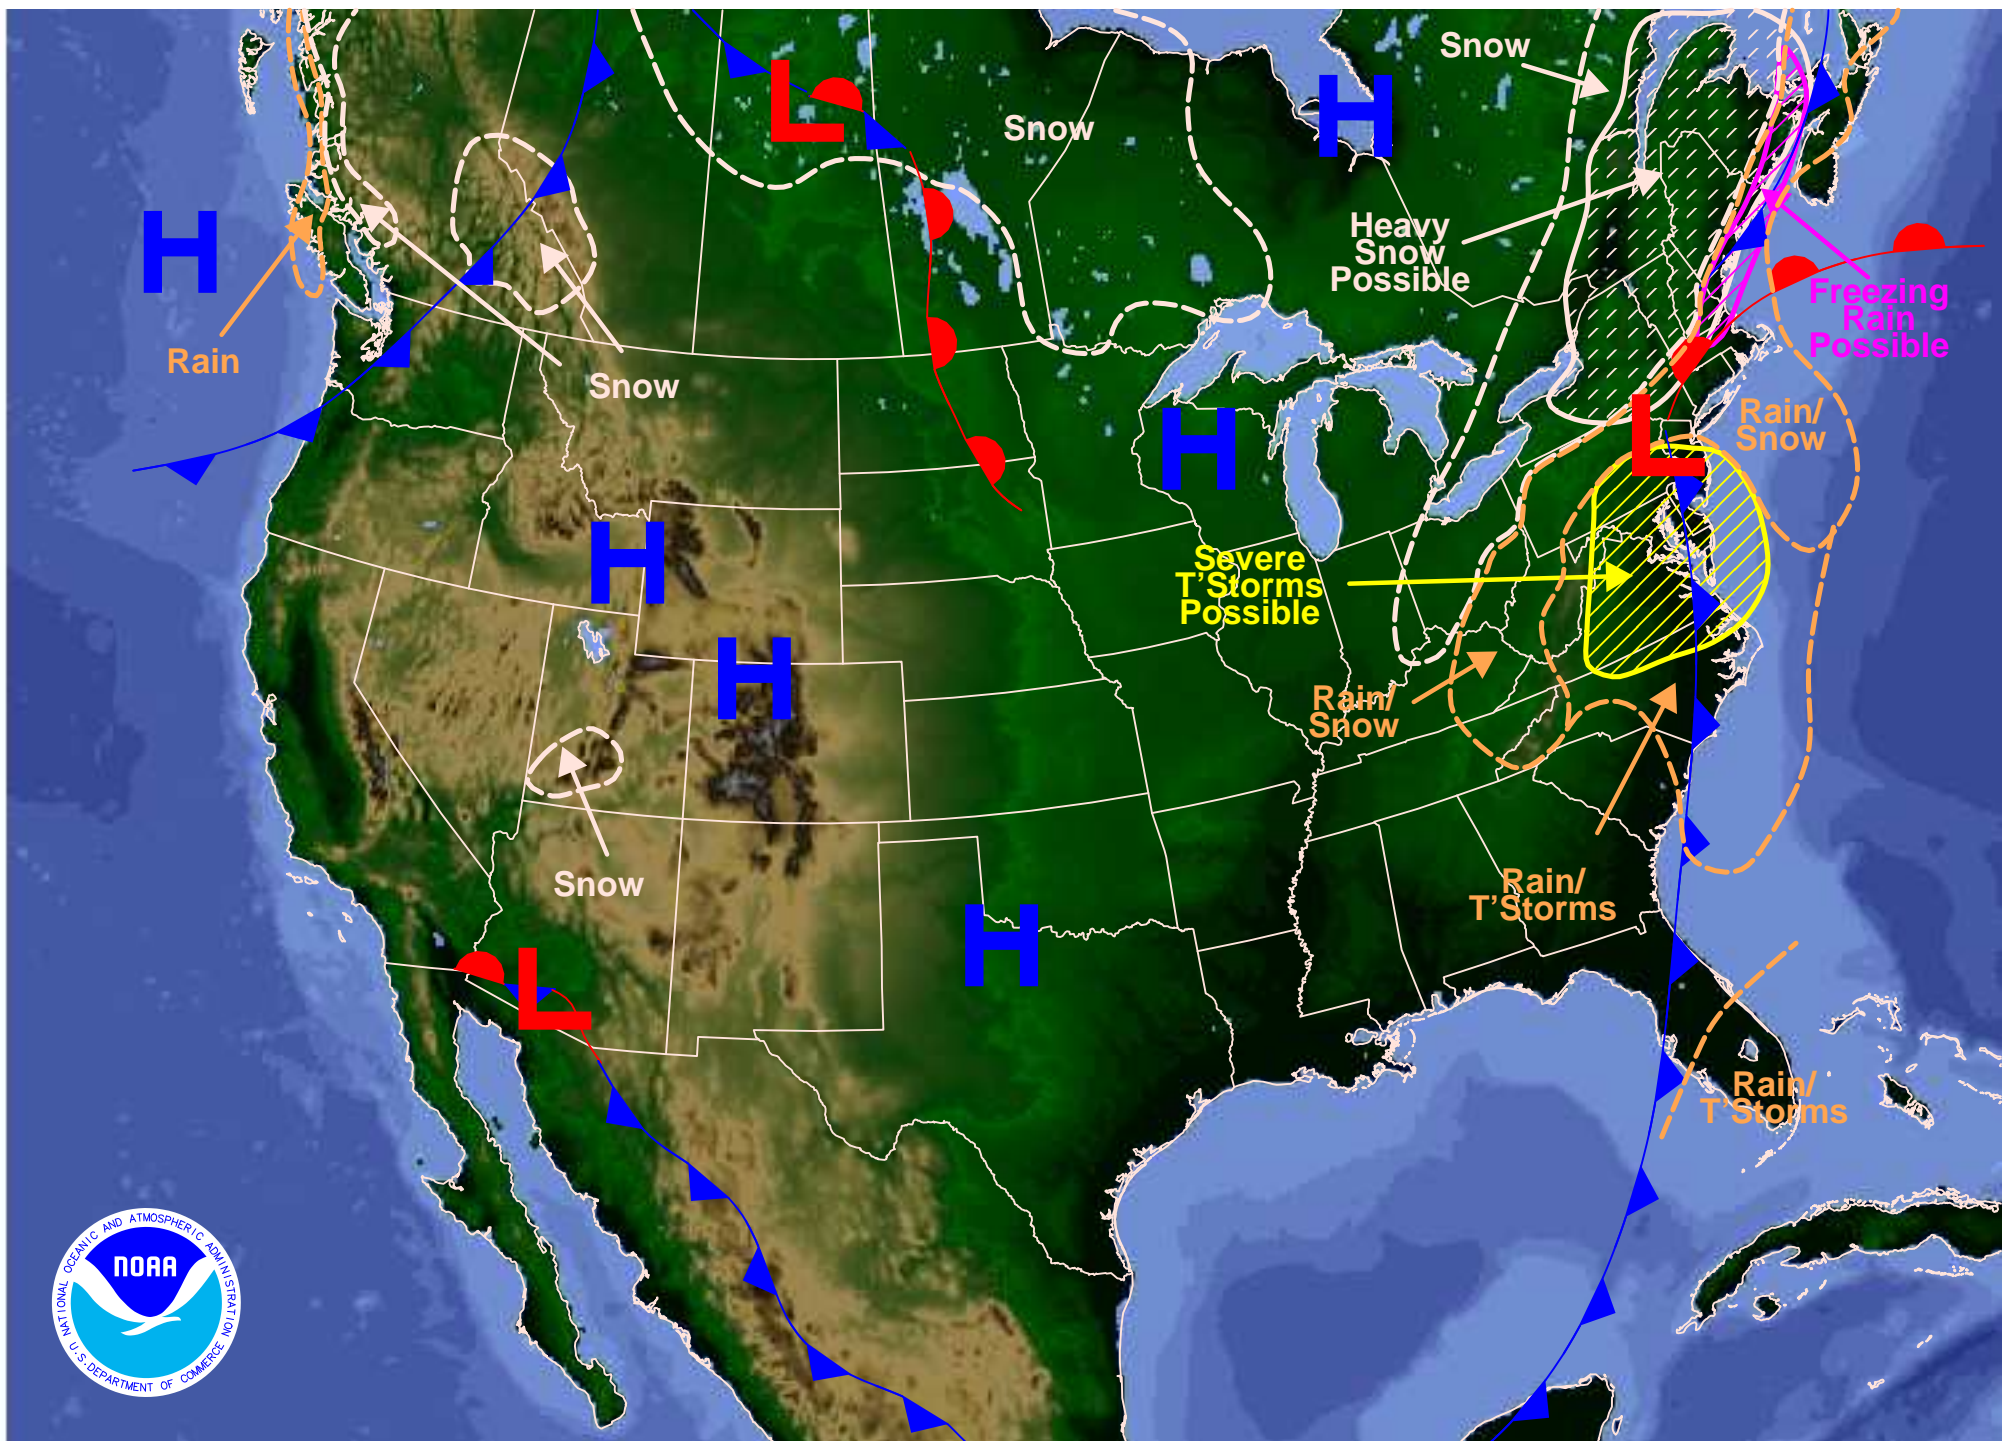 Snow
L
H
Snow
H
Heavy
Snow
Possible
Freezing
Rain
Possible
Rain
Snow
L
Rain/
Snow
H
H
Severe
T'Storms
Possible
H
Rain/
Snow
Snow
Rain/
T'Storms
H
L
Rain/
T'Storms
NATIONAL OCEANIC AND ATMOSPHERIC ADMINISTRATION
NOAA
U.S. DEPARTMENT OF COMMERCE